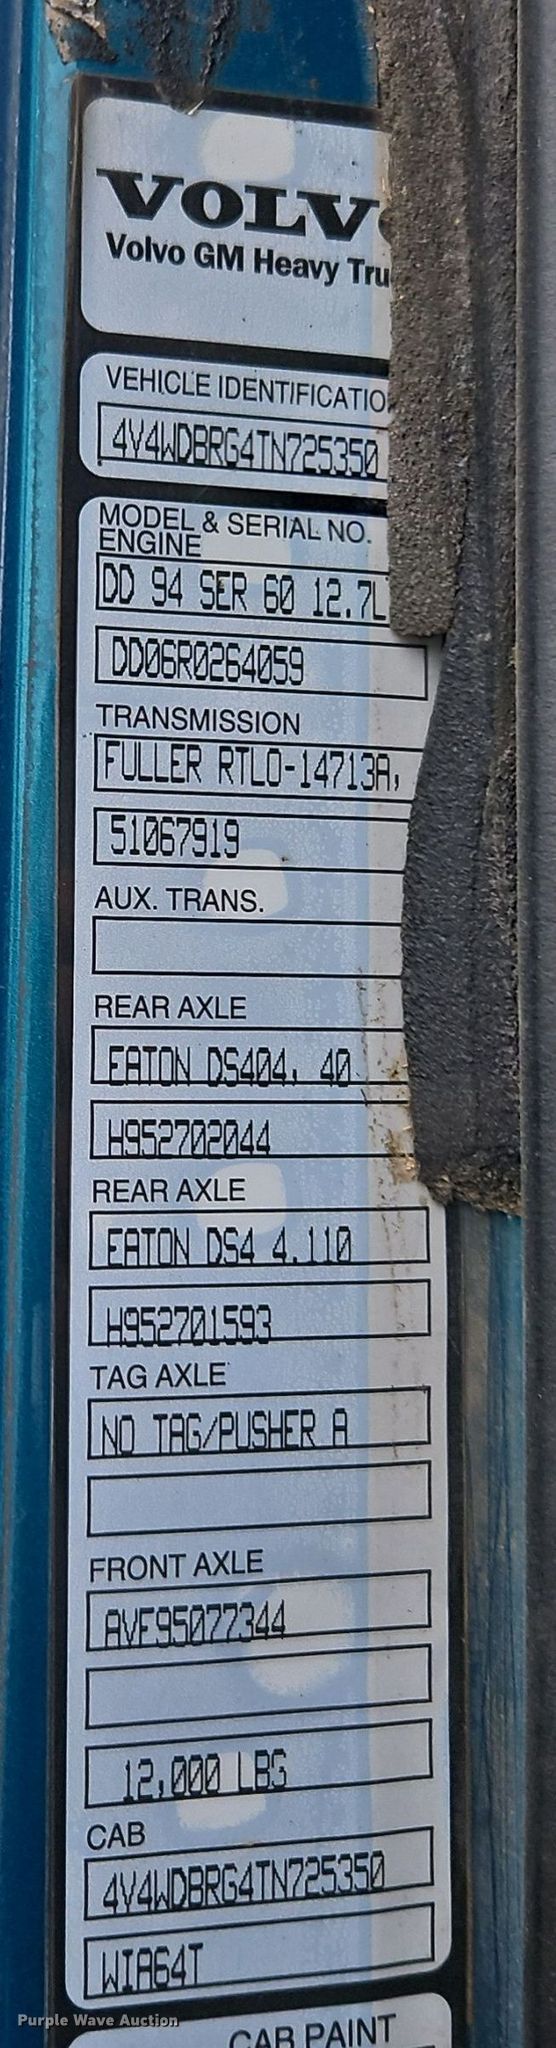 VOLVO
Volvo GM Heavy Tru
VEHICLE IDENTIFICATIO
4V4WDBRG4TN725350
MODEL & SERIAL NO.
ENGINE
DD 94 SER 60 12.7L
DD06R0264059
TRANSMISSION
FULLER RTLO-14713A,
51067919
AUX. TRANS.
REAR AXLE
EATON DS404, 40
H952702044
REAR AXLE
EATON DS4 4.110
H952701593
TAG AXLE
NO TAG/PUSHER A
FRONT AXLE
AVF95077344
12,000 LBS
CAB
4V4WDBRG4TN725350
WIA64T
CAB PAINT
Purple Wave Auction